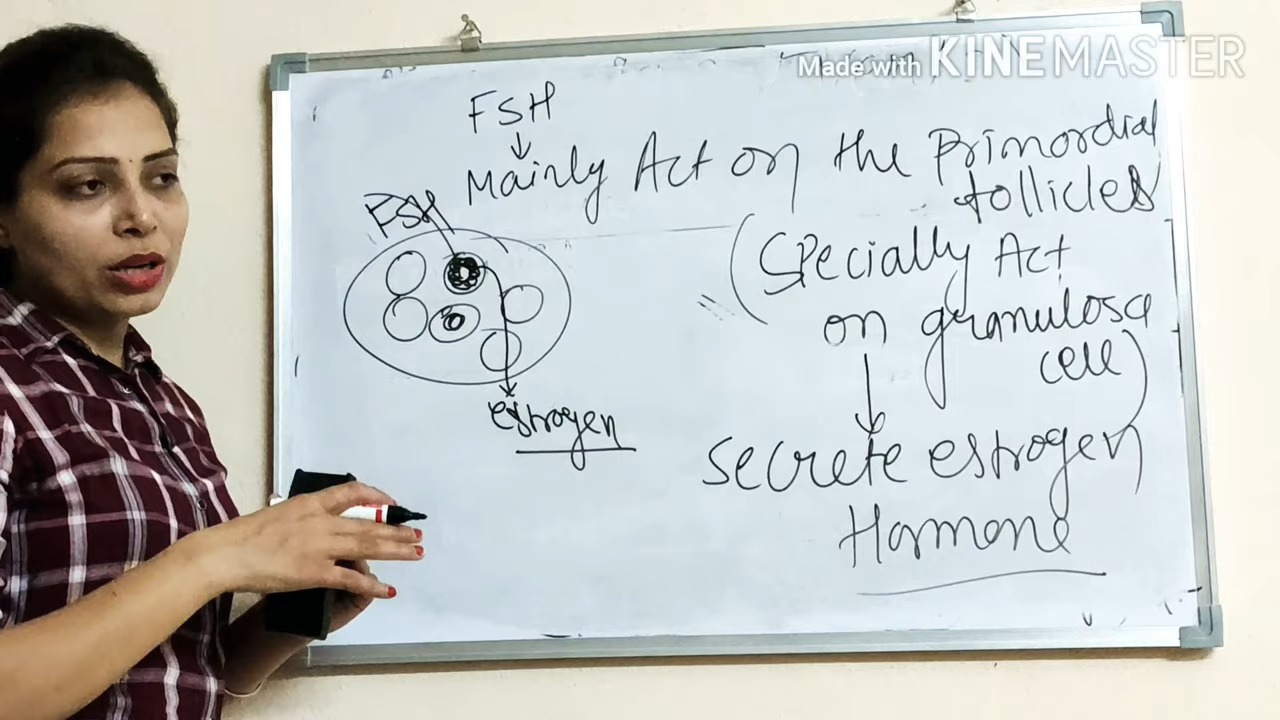 Made with KINEMASTER
FSH
Mainly Act on the Primordial
follicles
FSH
(Specially Act
on granulosa
cell)
estrogen
Secrete estrogen
Hormone